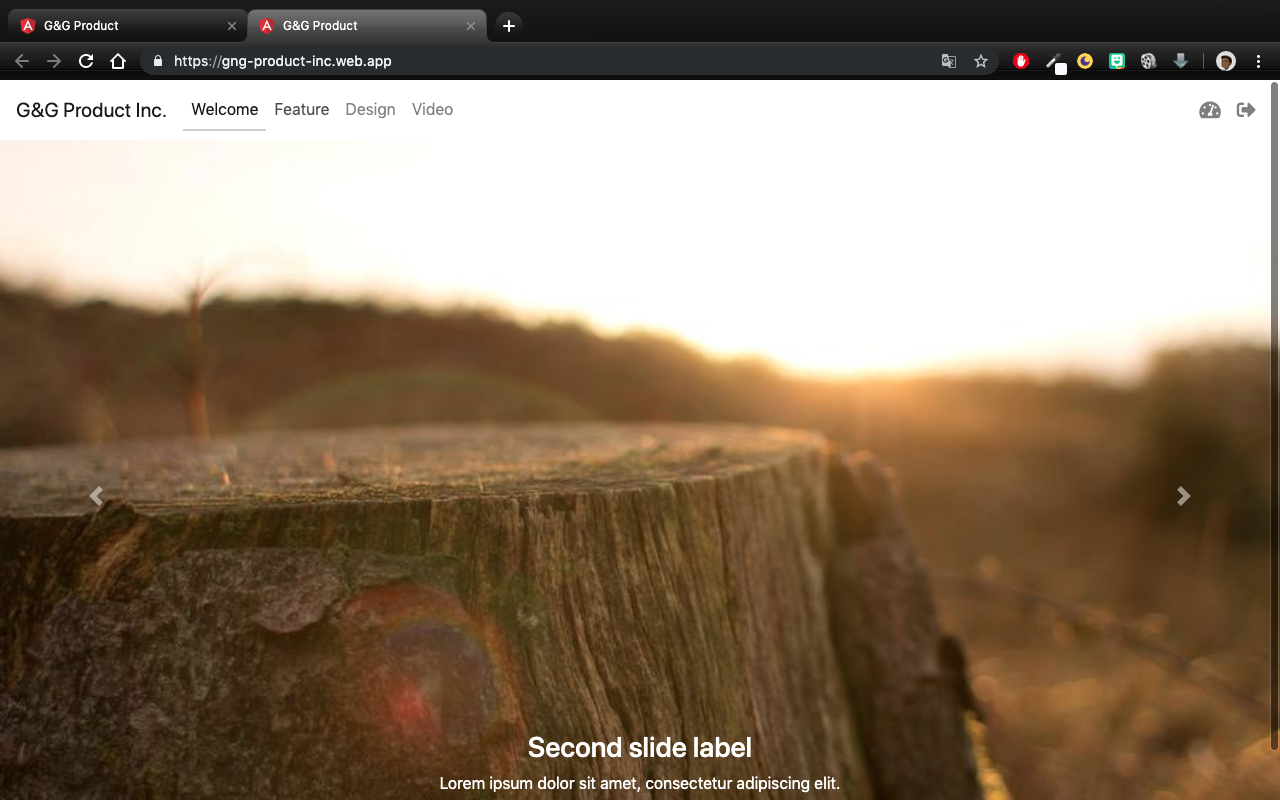 G&G Product
G&G Product
https://gng-product-inc.web.app
G&G Product Inc. Welcome Feature Design Video
Second slide label
Lorem ipsum dolor sit amet, consectetur adipiscing elit.